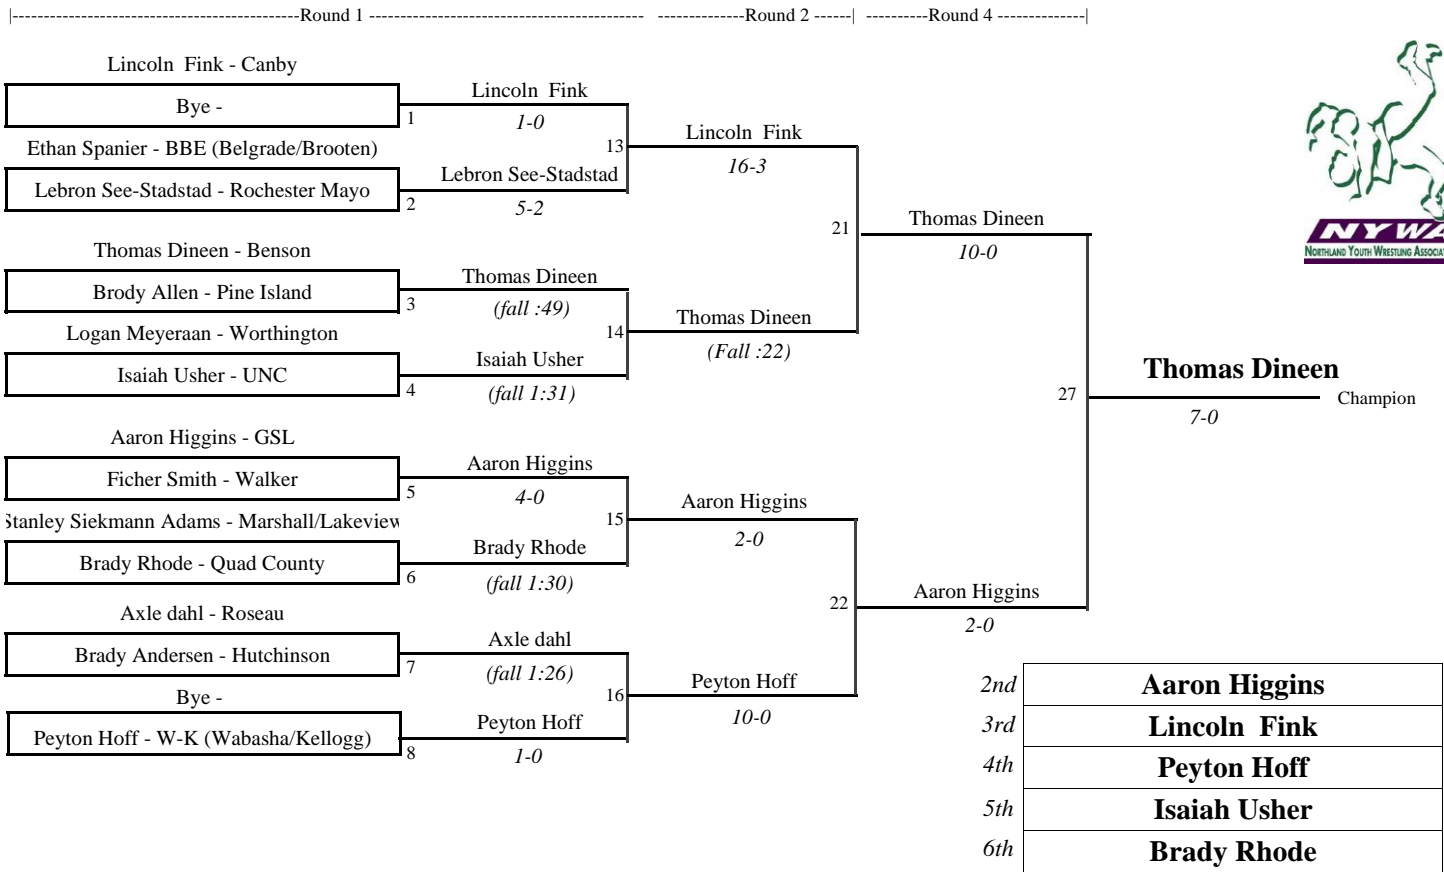 |-------------------------------------------Round 1 ----------------------------------------- --------------Round 2 ------| ----------Round 4 --------------|
Lincoln  Fink - Canby
Bye -
1
Ethan Spanier - BBE (Belgrade/Brooten)
Lebron See-Stadstad - Rochester Mayo
2
Thomas Dineen - Benson
Brody Allen - Pine Island
3
Logan Meyeraan - Worthington
Isaiah Usher - UNC
4
Aaron Higgins - GSL
Ficher Smith - Walker
5
Stanley Siekmann Adams - Marshall/Lakeview
Brady Rhode - Quad County
6
Axle dahl - Roseau
Brady Andersen - Hutchinson
7
Bye -
Peyton Hoff - W-K (Wabasha/Kellogg)
8
Lincoln  Fink
1-0
13
Lebron See-Stadstad
5-2
Thomas Dineen
(fall :49)
14
Isaiah Usher
(fall 1:31)
Aaron Higgins
4-0
15
Brady Rhode
(fall 1:30)
Axle dahl
(fall 1:26)
16
Peyton Hoff
1-0
Lincoln  Fink
16-3
21
Thomas Dineen
(Fall :22)
Aaron Higgins
2-0
22
Peyton Hoff
10-0
Thomas Dineen
10-0
27
Aaron Higgins
2-0
Thomas Dineen
Champion
7-0
NYWA
NORTHLAND YOUTH WRESTLING ASSOCIAT
2nd Aaron Higgins
3rd Lincoln  Fink
4th Peyton Hoff
5th Isaiah Usher
6th Brady Rhode